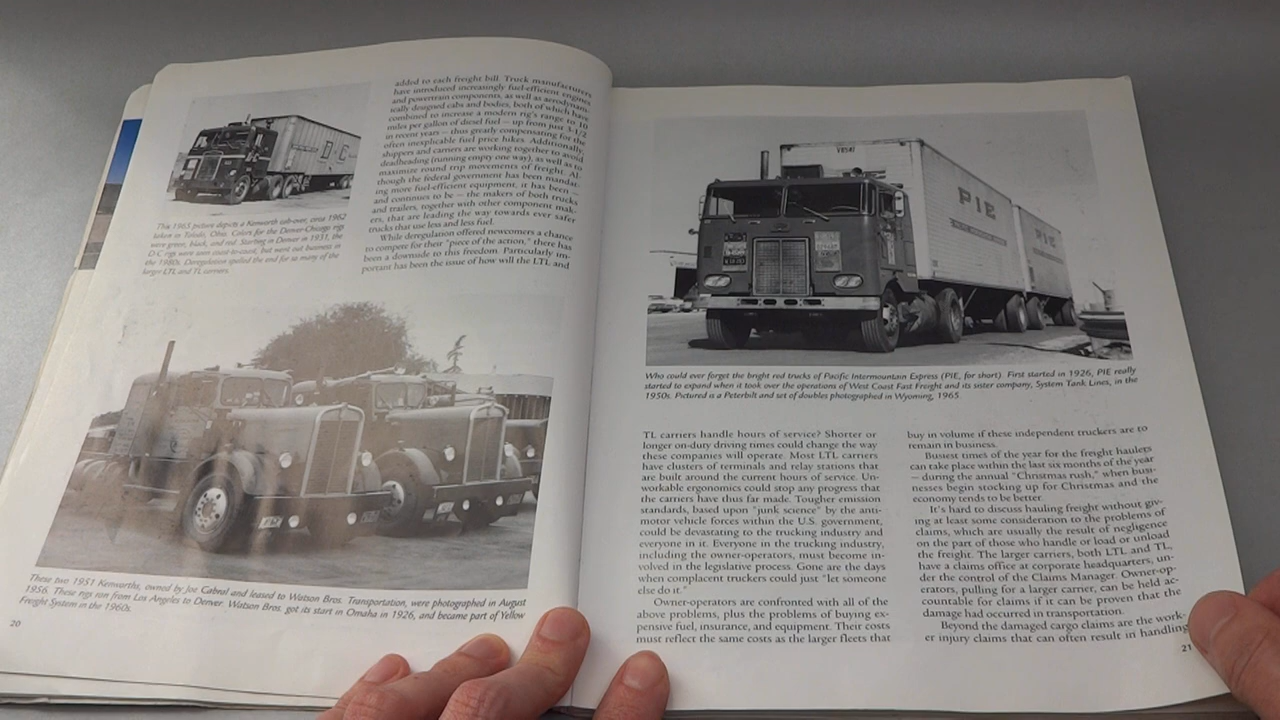 added to each freight bill. Truck manufacturers
have introduced increasingly fuel-efficient engines
and powertrain components, as well as aerodynam-
ically designed cabs and bodies, both of which have
combined to increase a modern rig's range to 10
miles per gallon of diesel fuel — up from just 3-1/2
in recent years — thus greatly compensating for the
often inexplicable fuel price hikes. Additionally,
shippers and carriers are working together to avoid
deadheading (running empty one way), as well as to
maximize round trip movements of freight. Al-
though the federal government has been mandat-
ing more fuel-efficient equipment, it has been —
and continues to be — the makers of both trucks
and trailers, together with other component mak-
ers, that are leading the way towards ever safer
trucks that use less and less fuel.
While deregulation offered newcomers a chance
to compete for their "piece of the action," there has
been a downside to this freedom. Particularly im-
portant has been the issue of how will the LTL and
D C
This 1965 picture depicts a Kenworth cab-over, circa 1962
taken in Toledo, Ohio. Colors for the Denver-Chicago rigs
were green, black, and red. Starting in Denver in 1931, the
D-C rigs were seen coast-to-coast, but went out business in
the 1980s. Deregulation spelled the end for so many of the
larger LTL and TL carriers.
These two 1951 Kenworths, owned by Joe Cabral and leased to Watson Bros. Transportation, were photographed in August
1956. These rigs ran from Los Angeles to Denver. Watson Bros. got its start in Omaha in 1926, and became part of Yellow
Freight System in the 1960s.
20
PIE
PIE
Who could ever forget the bright red trucks of Pacific Intermountain Express (PIE, for short). First started in 1926, PIE really
started to expand when it took over the operations of West Coast Fast Freight and its sister company, System Tank Lines, in the
1950s. Pictured is a Peterbilt and set of doubles photographed in Wyoming, 1965.
TL carriers handle hours of service? Shorter or
longer on-duty driving times could change the way
these companies will operate. Most LTL carriers
have clusters of terminals and relay stations that
are built around the current hours of service. Un-
workable ergonomics could stop any progress that
the carriers have thus far made. Tougher emission
standards, based upon "junk science" by the anti-
motor vehicle forces within the U.S. government,
could be devastating to the trucking industry and
everyone in it. Everyone in the trucking industry,
including the owner-operators, must become in-
volved in the legislative process. Gone are the days
when complacent truckers could just "let someone
else do it."
Owner-operators are confronted with all of the
above problems, plus the problems of buying ex-
pensive fuel, insurance, and equipment. Their costs
must reflect the same costs as the larger fleets that
buy in volume if these independent truckers are to
remain in business.
Busiest times of the year for the freight haulers
can take place within the last six months of the year
— during the annual "Christmas rush," when busi-
nesses begin stocking up for Christmas and the
economy tends to be better.
It's hard to discuss hauling freight without giv-
ing at least some consideration to the problems of
claims, which are usually the result of negligence
on the part of those who handle or load or unload
the freight. The larger carriers, both LTL and TL,
have a claims office at corporate headquarters, un-
der the control of the Claims Manager. Owner-op-
erators, pulling for a larger carrier, can be held ac-
countable for claims if it can be proven that the
damage had occurred in transportation.
Beyond the damaged cargo claims are the work-
er injury claims that can often result in handling
21